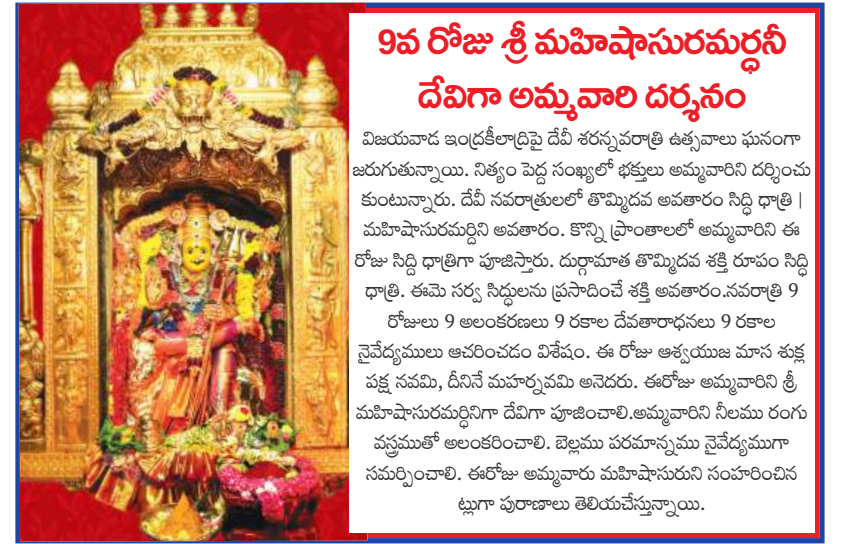 9వ రోజు శ్రీ మహిషాసురమర్ధనీ
దేవిగా అమ్మవారి దర్శనం
విజయవాడ ఇంద్రకీలాద్రిపై దేవీ శరన్నవరాత్రి ఉత్సవాలు ఘనంగా
జరుగుతున్నాయి. నిత్యం పెద్ద సంఖ్యలో భక్తులు అమ్మవారిని దర్శించు
కుంటున్నారు. దేవీ నవరాత్రులలో తొమ్మిదవ అవతారం సిద్ధి ధాత్రి |
మహిషాసురమర్దిని అవతారం. కొన్ని ప్రాంతాలలో అమ్మవారిని ఈ
రోజు సిద్ది ధాత్రిగా పూజిస్తారు. దుర్గామాత తొమ్మిదవ శక్తి రూపం సిద్ధి
ధాత్రి. ఈమె సర్వ సిద్ధులను ప్రసాదించే శక్తి అవతారం.నవరాత్రి 9
రోజులు 9 అలంకరణలు 9 రకాల దేవతారాధనలు 9 రకాల
నైవేద్యములు ఆచరించడం విశేషం. ఈ రోజు ఆశ్వయుజ మాస శుక్ల
పక్ష నవమి, దీనినే మహర్నవమి అనెదరు. ఈరోజు అమ్మవారిని శ్రీ
మహిషాసురమర్ధినిగా దేవిగా పూజించాలి.అమ్మవారిని నీలము రంగు
వస్త్రముతో అలంకరించాలి. బెల్లము పరమాన్నము నైవేద్యముగా
సమర్పించాలి. ఈరోజు అమ్మవారు మహిషాసురుని సంహరించిన
ట్లుగా పురాణాలు తెలియచేస్తున్నాయి.